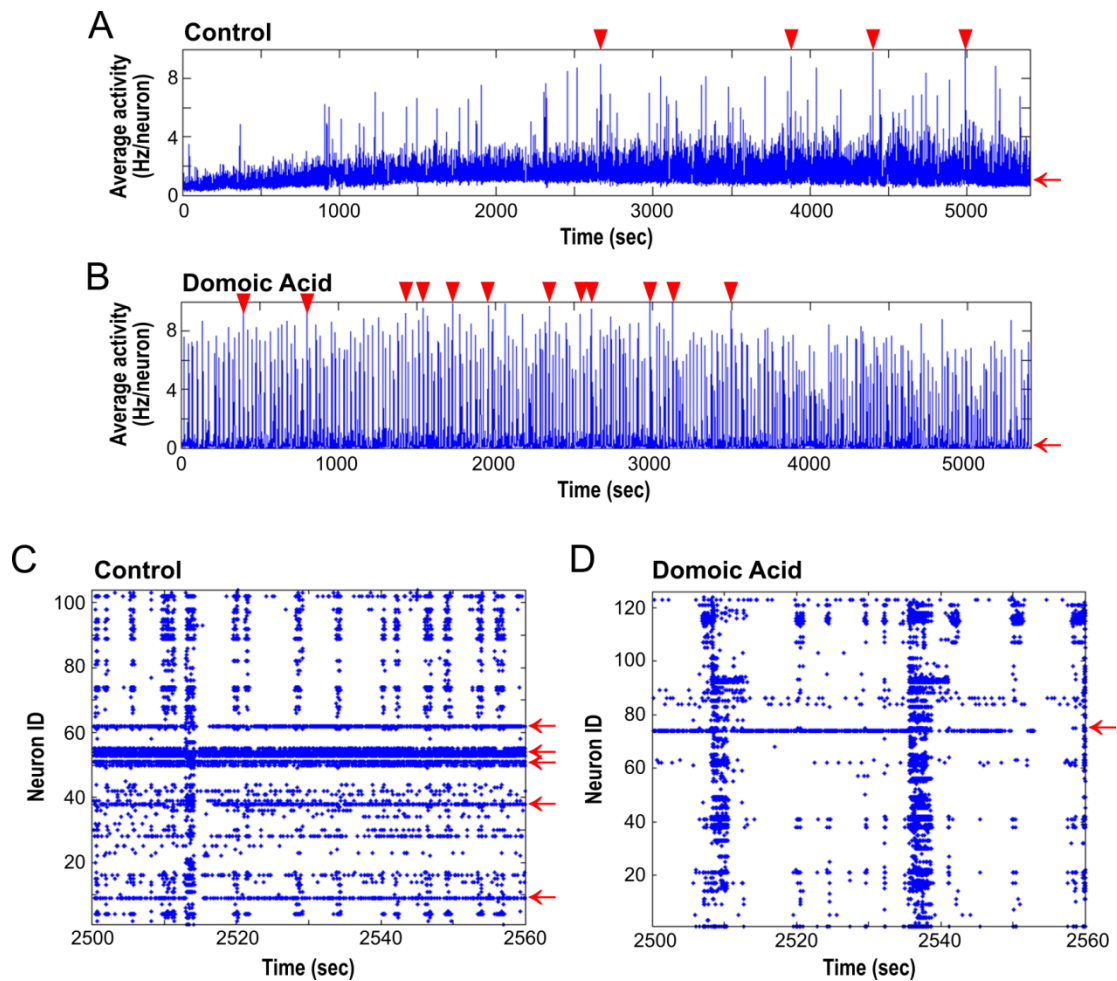 A
Control
Average activity
(Hz/neuron)
8
4
0
0 1000 2000 3000 4000 5000
Time (sec)
B
Domoic Acid
Average activity
(Hz/neuron)
8
4
0
0 1000 2000 3000 4000 5000
Time (sec)
C
Control
Neuron ID
100
80
60
40
20
2500 2520 2540 2560
Time (sec)
D
Domoic Acid
Neuron ID
120
100
80
60
40
20
2500 2520 2540 2560
Time (sec)